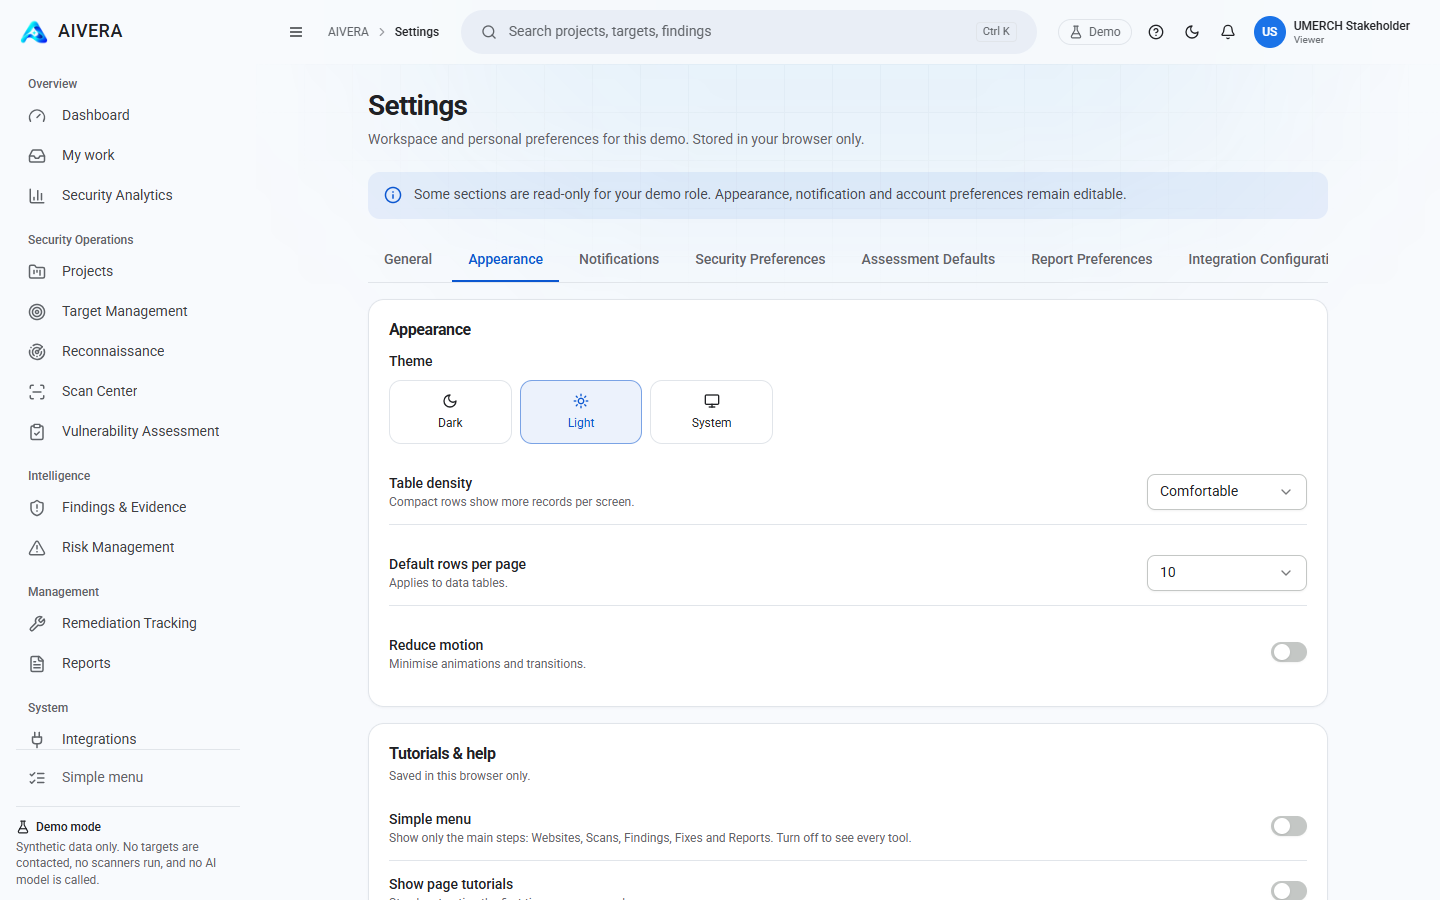 AIVERA
AIVERA > Settings
Search projects, targets, findings
Ctrl K
Demo
US
UMERCH Stakeholder
Viewer
Overview
Dashboard
My work
Security Analytics
Security Operations
Projects
Target Management
Reconnaissance
Scan Center
Vulnerability Assessment
Intelligence
Findings & Evidence
Risk Management
Management
Remediation Tracking
Reports
System
Integrations
Simple menu
Demo mode
Synthetic data only. No targets are
contacted, no scanners run, and no AI
model is called.
Settings
Workspace and personal preferences for this demo. Stored in your browser only.
Some sections are read-only for your demo role. Appearance, notification and account preferences remain editable.
General
Appearance
Notifications
Security Preferences
Assessment Defaults
Report Preferences
Integration Configurati
Appearance
Theme
Dark
Light
System
Table density
Compact rows show more records per screen.
Comfortable
Default rows per page
Applies to data tables.
10
Reduce motion
Minimise animations and transitions.
Tutorials & help
Saved in this browser only.
Simple menu
Show only the main steps: Websites, Scans, Findings, Fixes and Reports. Turn off to see every tool.
Show page tutorials